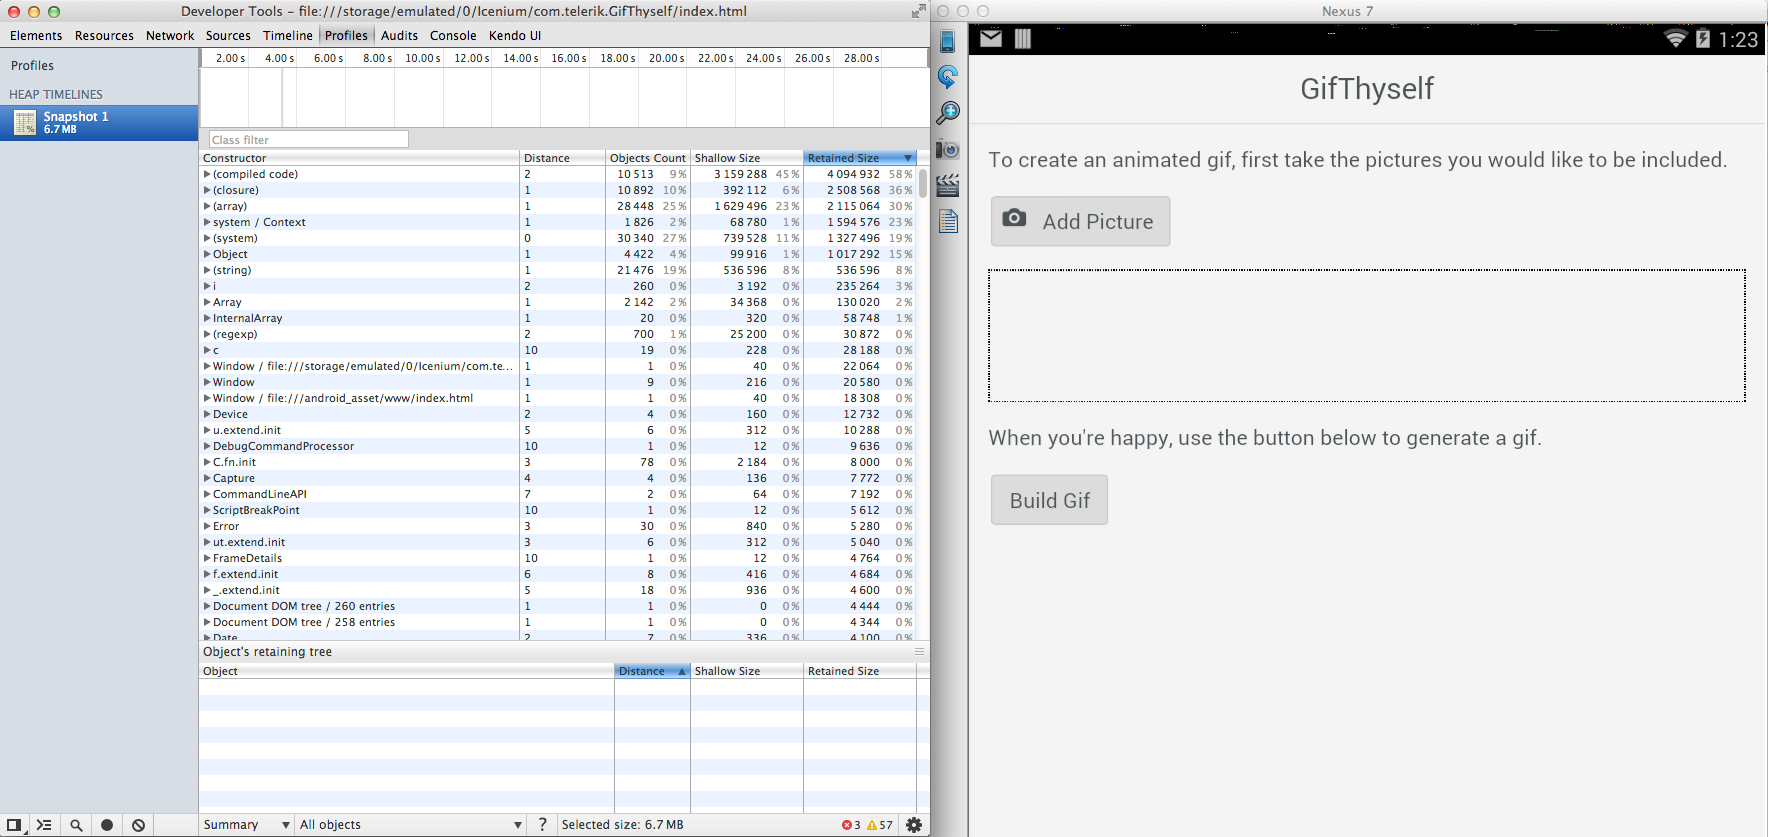 Developer Tools – file:///storage/emulated/0/Icenium/com.telerik.GifThyself/index.html
Elements Resources Network Sources Timeline Profiles Audits Console Kendo UI
Profiles
HEAP TIMELINES
Snapshot 1
6.7 MB
2.00 s 4.00 s 6.00 s 8.00 s 10.00 s 12.00 s 14.00 s 16.00 s 18.00 s 20.00 s 22.00 s 24.00 s 26.00 s 28.00 s
Class filter
Constructor Distance Objects Count Shallow Size Retained Size
(compiled code) 2 10 513 9% 3 159 288 45% 4 094 932 58%
(closure) 1 10 892 10% 392 112 6% 2 508 568 36%
(array) 1 28 448 25% 1 629 496 23% 2 115 064 30%
system / Context 1 1 826 2% 68 780 1% 1 594 576 23%
(system) 0 30 340 27% 739 528 11% 1 327 496 19%
Object 1 4 422 4% 99 916 1% 1 017 292 15%
(string) 1 21 476 19% 536 596 8% 536 596 8%
i 2 260 0% 3 192 0% 235 264 3%
Array 1 2 142 2% 34 368 0% 130 020 2%
InternalArray 1 20 0% 320 0% 58 748 1%
(regexp) 2 700 1% 25 200 0% 30 872 0%
c 10 19 0% 228 0% 28 188 0%
Window / file:///storage/emulated/0/Icenium/com.te... 1 1 0% 40 0% 22 064 0%
Window 1 9 0% 216 0% 20 580 0%
Window / file:///android_asset/www/index.html 1 1 0% 40 0% 18 308 0%
Device 2 4 0% 160 0% 12 732 0%
u.extend.init 5 6 0% 312 0% 10 288 0%
DebugCommandProcessor 10 1 0% 12 0% 9 636 0%
C.fn.init 3 78 0% 2 184 0% 8 000 0%
Capture 4 4 0% 136 0% 7 772 0%
CommandLineAPI 7 2 0% 64 0% 7 192 0%
ScriptBreakPoint 10 1 0% 12 0% 5 612 0%
Error 3 30 0% 840 0% 5 280 0%
ut.extend.init 3 6 0% 312 0% 5 040 0%
FrameDetails 10 1 0% 12 0% 4 764 0%
f.extend.init 6 8 0% 416 0% 4 684 0%
_.extend.init 5 18 0% 936 0% 4 600 0%
Document DOM tree / 260 entries 1 1 0% 0 0% 4 444 0%
Document DOM tree / 258 entries 1 1 0% 0 0% 4 344 0%
Date 2 7 0% 336 0% 4 100 0%
Object's retaining tree
Object Distance Shallow Size Retained Size
Summary All objects ? Selected size: 6.7 MB 3 57
Nexus 7
1:23
GifThyself
To create an animated gif, first take the pictures you would like to be included.
Add Picture
When you're happy, use the button below to generate a gif.
Build Gif